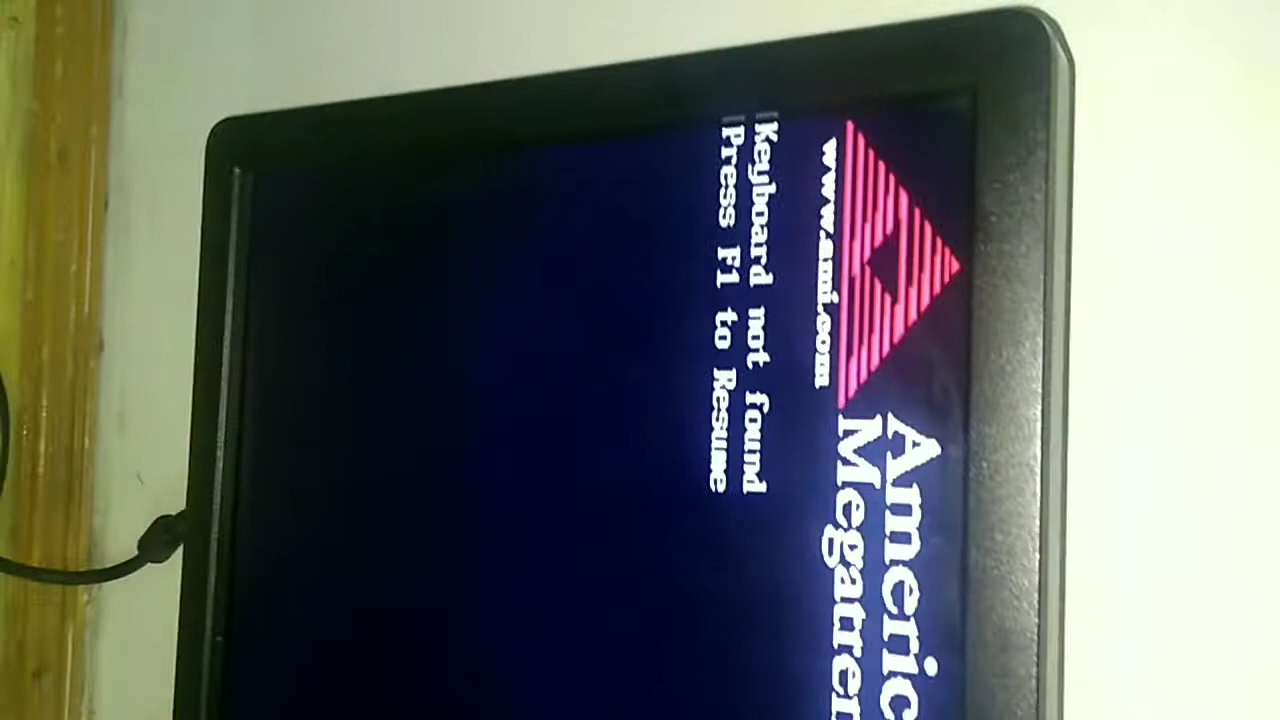 Americ
Megatren
www.ami.com
Keyboard not found
Press F1 to Resume